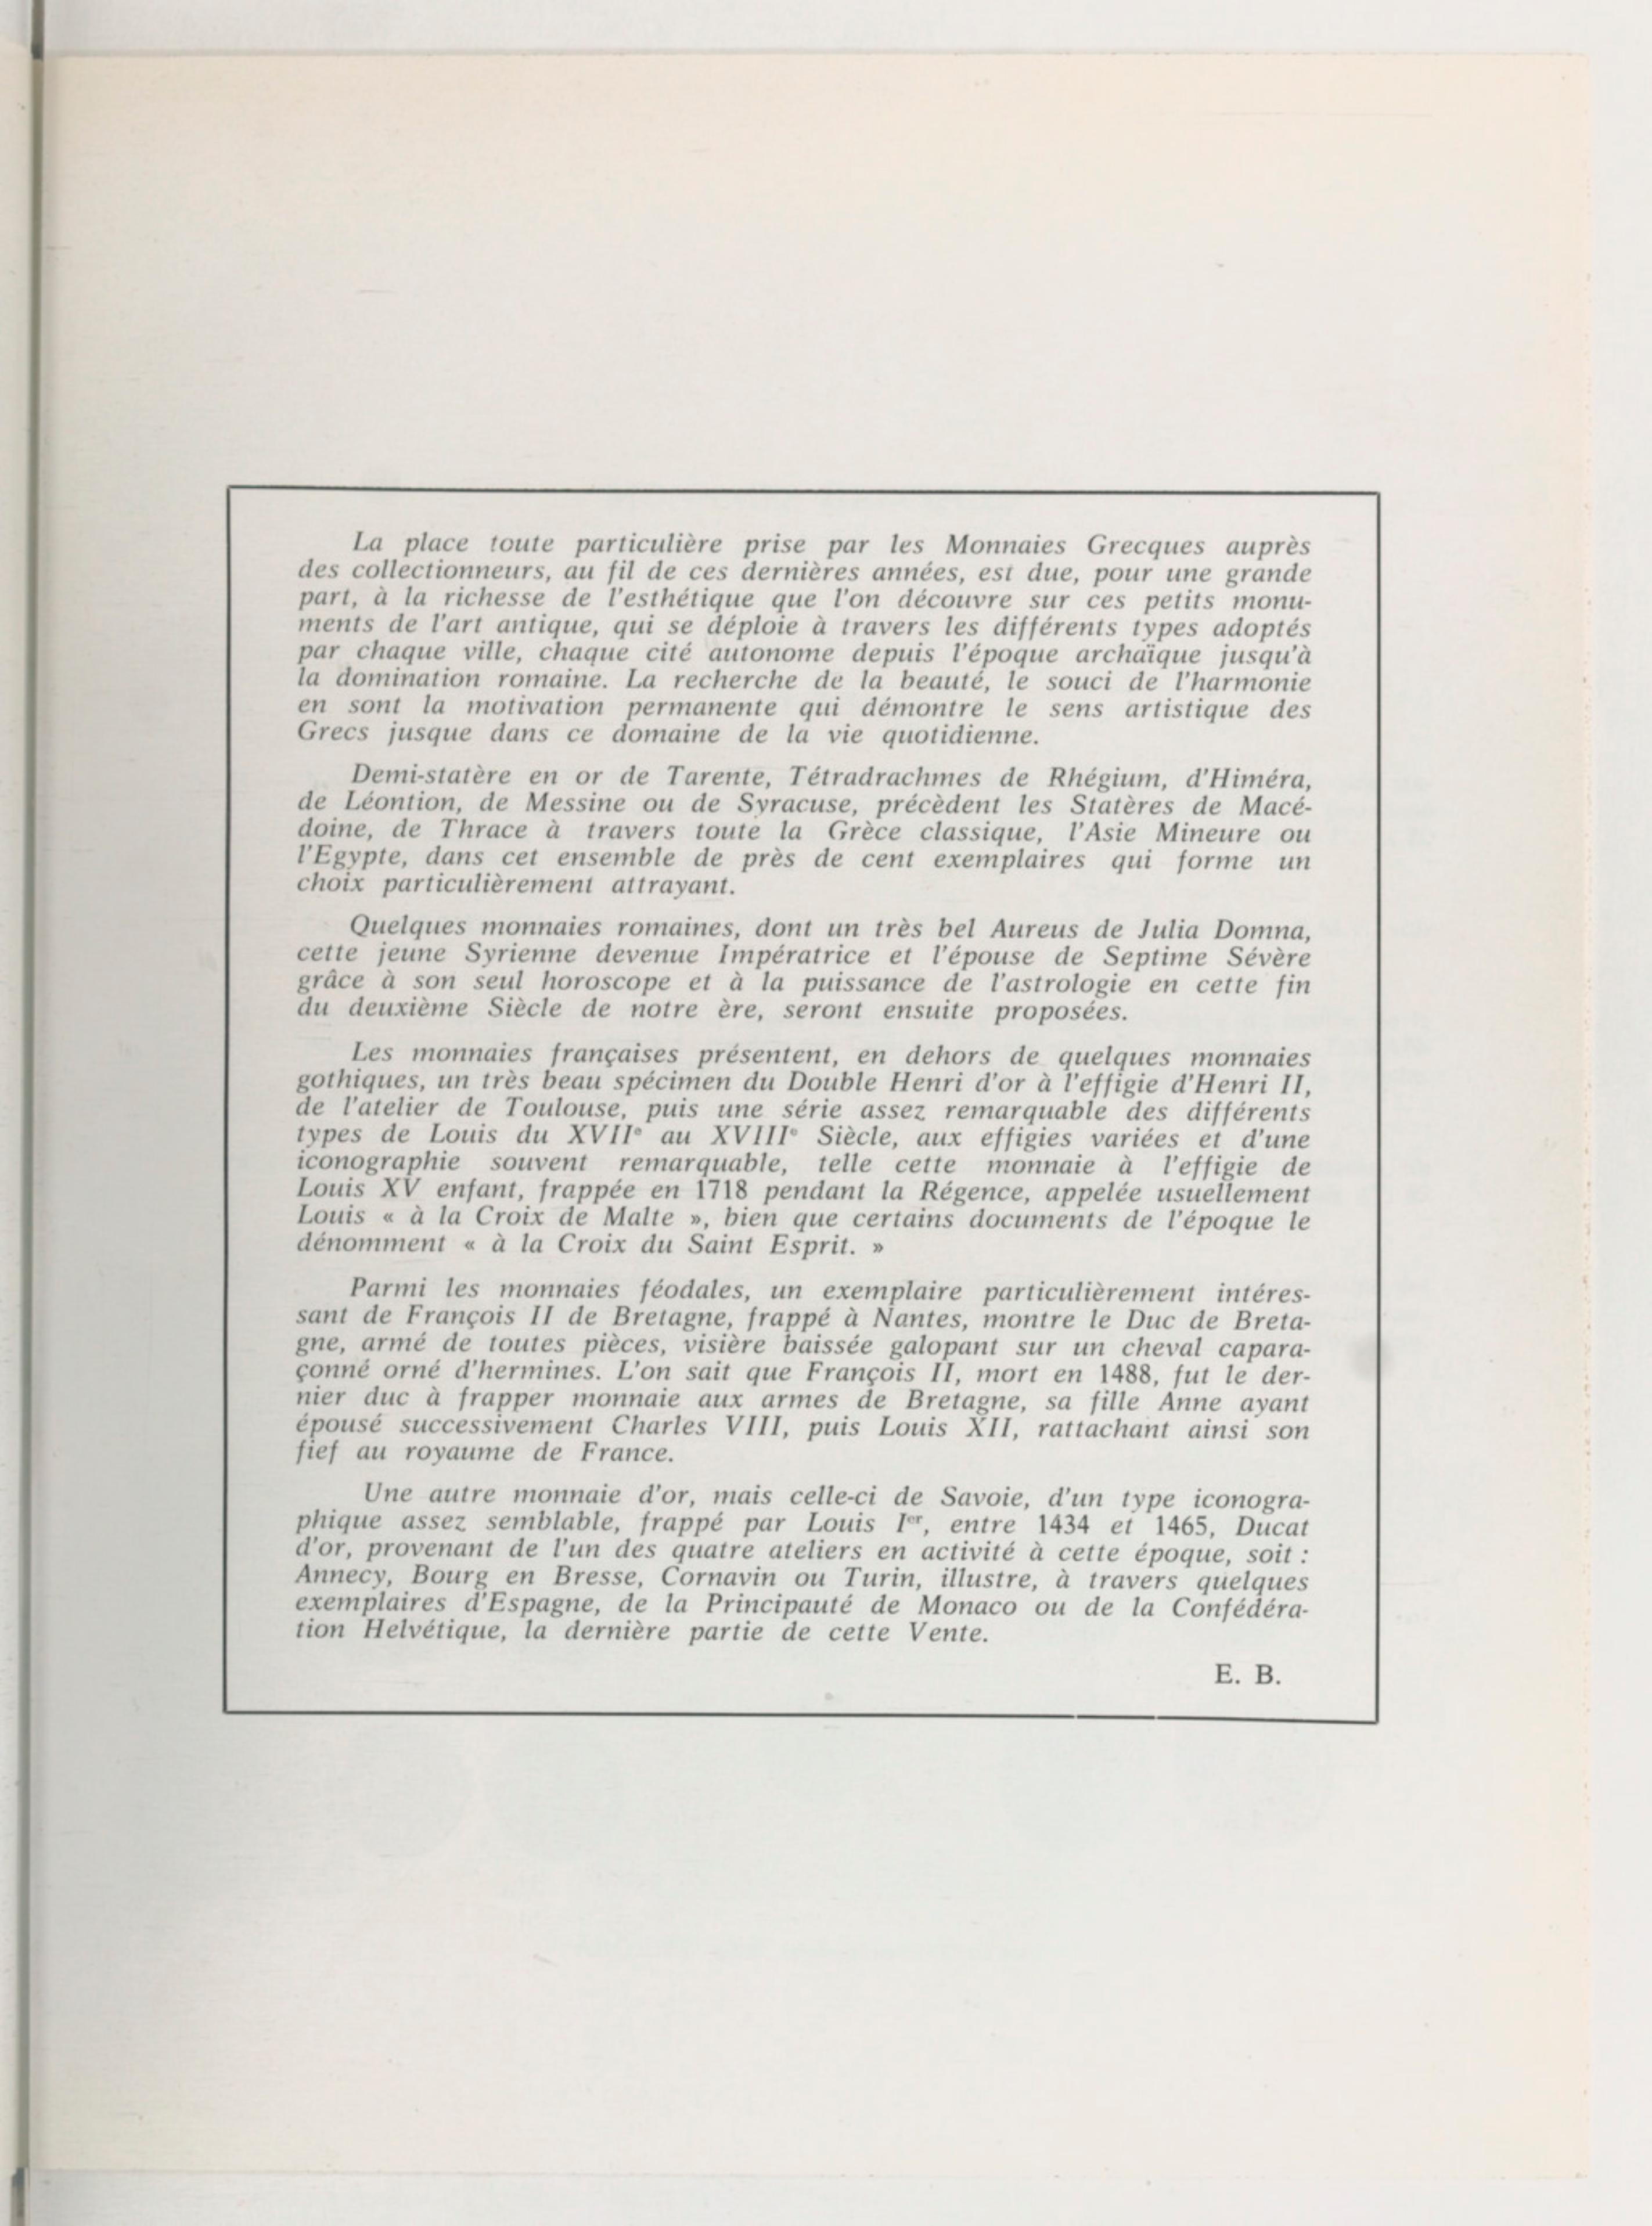 La place toute particulière prise par les Monnaies Grecques auprès
des collectionneurs, au fil de ces dernières années, est due, pour une grande
part, à la richesse de l'esthétique que l'on découvre sur ces petits monu-
ments de l'art antique, qui se déploie à travers les différents types adoptés
par chaque ville, chaque cité autonome depuis l'époque archaïque jusqu'à
la domination romaine. La recherche de la beauté, le souci de l'harmonie
en sont la motivation permanente qui démontre le sens artistique des
Grecs jusque dans ce domaine de la vie quotidienne.
Demi-statère en or de Tarente, Tétradrachmes de Rhégium, d'Himéra,
de Léontion, de Messine ou de Syracuse, précèdent les Statères de Macé-
doine, de Thrace à travers toute la Grèce classique, l'Asie Mineure ou
l'Egypte, dans cet ensemble de près de cent exemplaires qui forme un
choix particulièrement attrayant.
Quelques monnaies romaines, dont un très bel Aureus de Julia Domna,
cette jeune Syrienne devenue Impératrice et l'épouse de Septime Sévère
grâce à son seul horoscope et à la puissance de l'astrologie en cette fin
du deuxième Siècle de notre ère, seront ensuite proposées.
Les monnaies françaises présentent, en dehors de quelques monnaies
gothiques, un très beau spécimen du Double Henri d'or à l'effigie d'Henri II,
de l'atelier de Toulouse, puis une série assez remarquable des différents
types de Louis du XVIIe au XVIIIe Siècle, aux effigies variées et d'une
iconographie souvent remarquable, telle cette monnaie à l'effigie de
Louis XV enfant, frappée en 1718 pendant la Régence, appelée usuellement
Louis « à la Croix de Malte », bien que certains documents de l'époque le
dénomment « à la Croix du Saint Esprit. »
Parmi les monnaies féodales, un exemplaire particulièrement intéres-
sant de François II de Bretagne, frappé à Nantes, montre le Duc de Breta-
gne, armé de toutes pièces, visière baissée galopant sur un cheval capara-
çonné orné d'hermines. L'on sait que François II, mort en 1488, fut le der-
nier duc à frapper monnaie aux armes de Bretagne, sa fille Anne ayant
épousé successivement Charles VIII, puis Louis XII, rattachant ainsi son
fief au royaume de France.
Une autre monnaie d'or, mais celle-ci de Savoie, d'un type iconogra-
phique assez semblable, frappé par Louis Ier, entre 1434 et 1465, Ducat
d'or, provenant de l'un des quatre ateliers en activité à cette époque, soit :
Annecy, Bourg en Bresse, Cornavin ou Turin, illustre, à travers quelques
exemplaires d'Espagne, de la Principauté de Monaco ou de la Confédéra-
tion Helvétique, la dernière partie de cette Vente.
E. B.